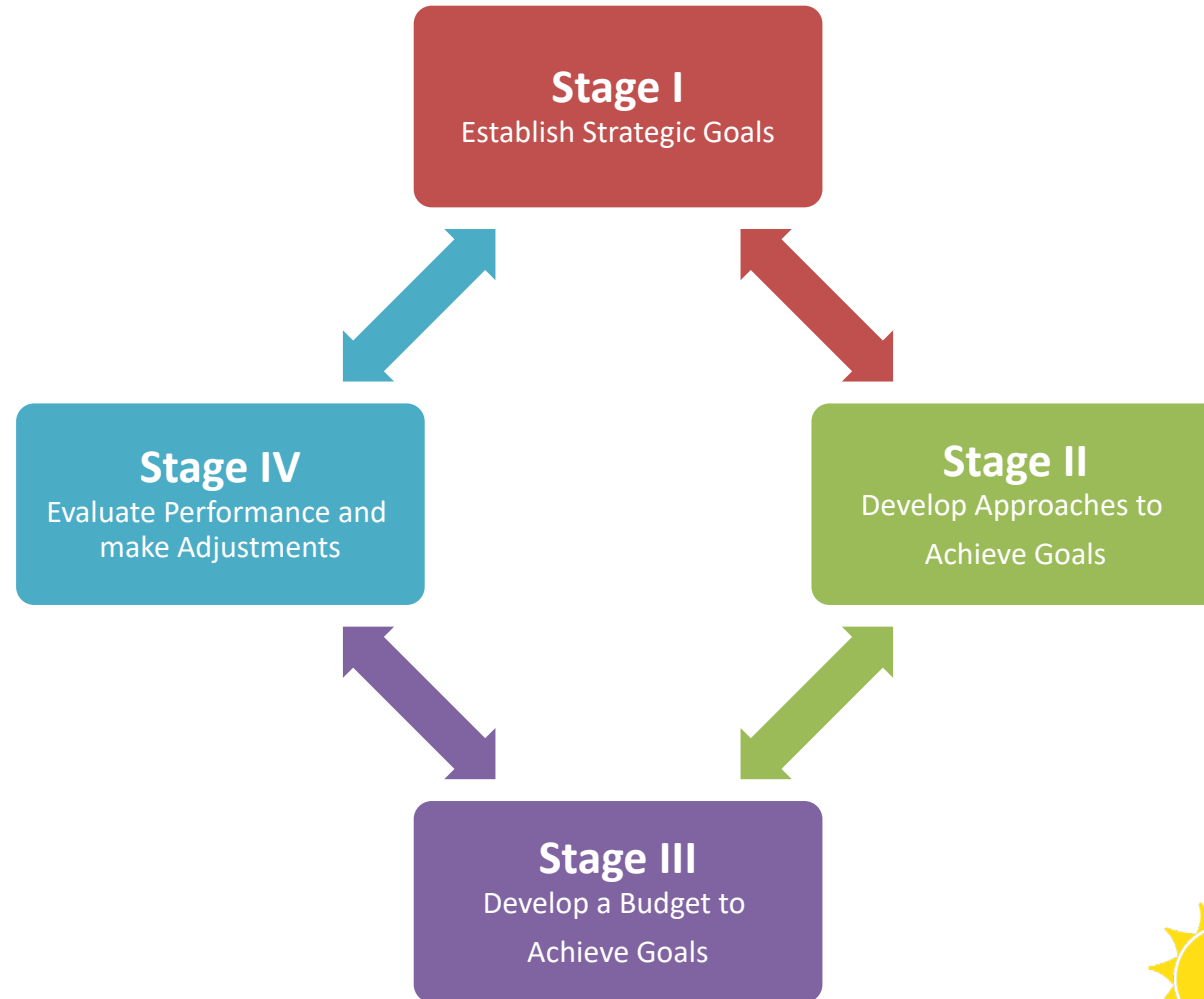 Stage I
Establish Strategic Goals
Stage II
Develop Approaches to
Achieve Goals
Stage III
Develop a Budget to
Achieve Goals
Stage IV
Evaluate Performance and
make Adjustments